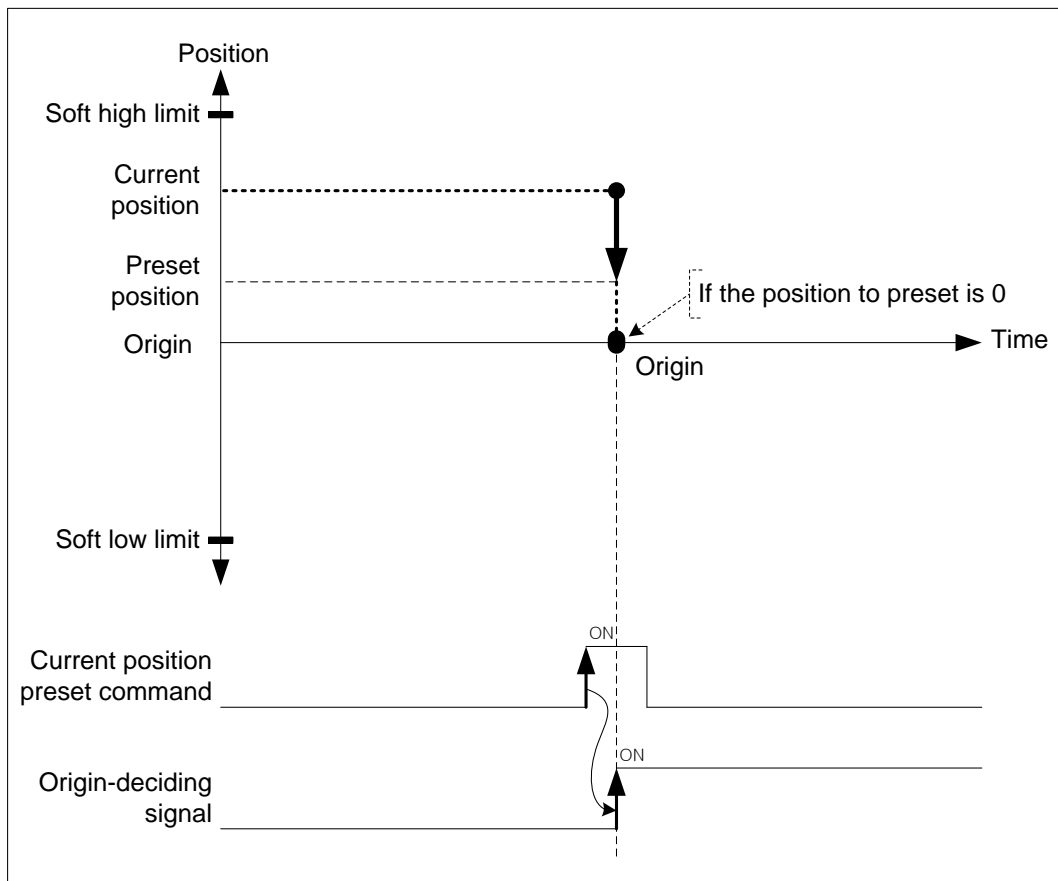 Position
Soft high limit
Current
position
Preset
position
If the position to preset is 0
Origin
Time
Origin
Soft low limit
ON
Current position
preset command
ON
Origin-deciding
signal